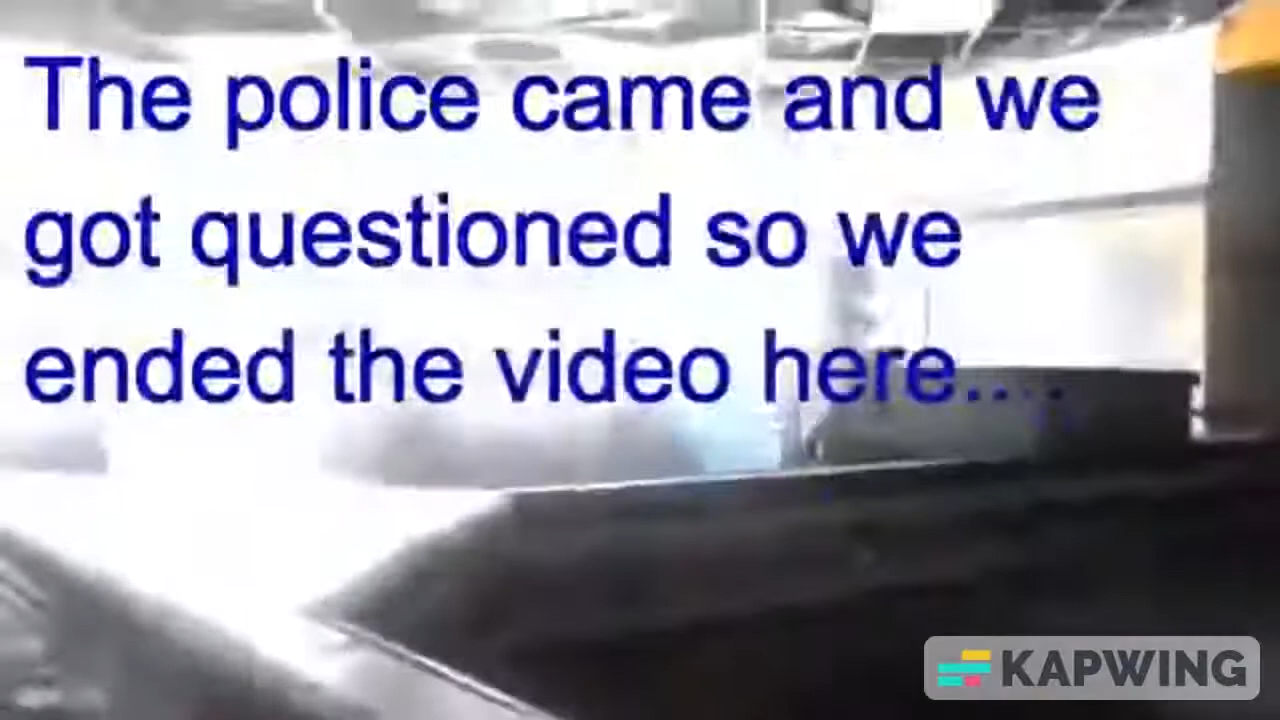 The police came and we
got questioned so we
ended the video here....
KAPWING